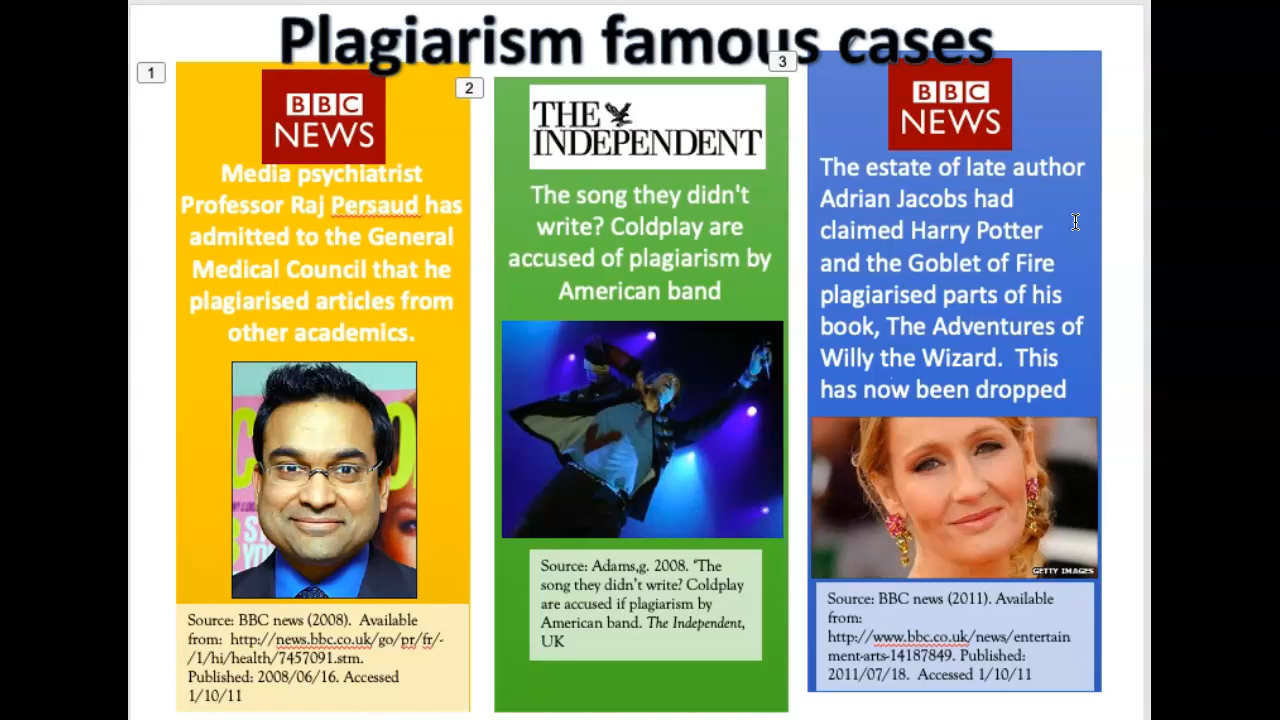 Plagiarism famous cases
1
BBC
NEWS
Media psychiatrist
Professor Raj Persaud has
admitted to the General
Medical Council that he
plagiarised articles from
other academics.
Source: BBC news (2008). Available
from: http://news.bbc.co.uk/go/pr/fr/-
/1/hi/health/7457091.stm.
Published: 2008/06/16. Accessed
1/10/11
2
THE
INDEPENDENT
The song they didn't
write? Coldplay are
accused of plagiarism by
American band
Source: Adams,g. 2008. 'The
song they didn't write? Coldplay
are accused if plagiarism by
American band. The Independent,
UK
3
BBC
NEWS
The estate of late author
Adrian Jacobs had
claimed Harry Potter
and the Goblet of Fire
plagiarised parts of his
book, The Adventures of
Willy the Wizard. This
has now been dropped
GETTY IMAGES
Source: BBC news (2011). Available
from:
http://www.bbc.co.uk/news/entertain
ment-arts-14187849. Published:
2011/07/18. Accessed 1/10/11